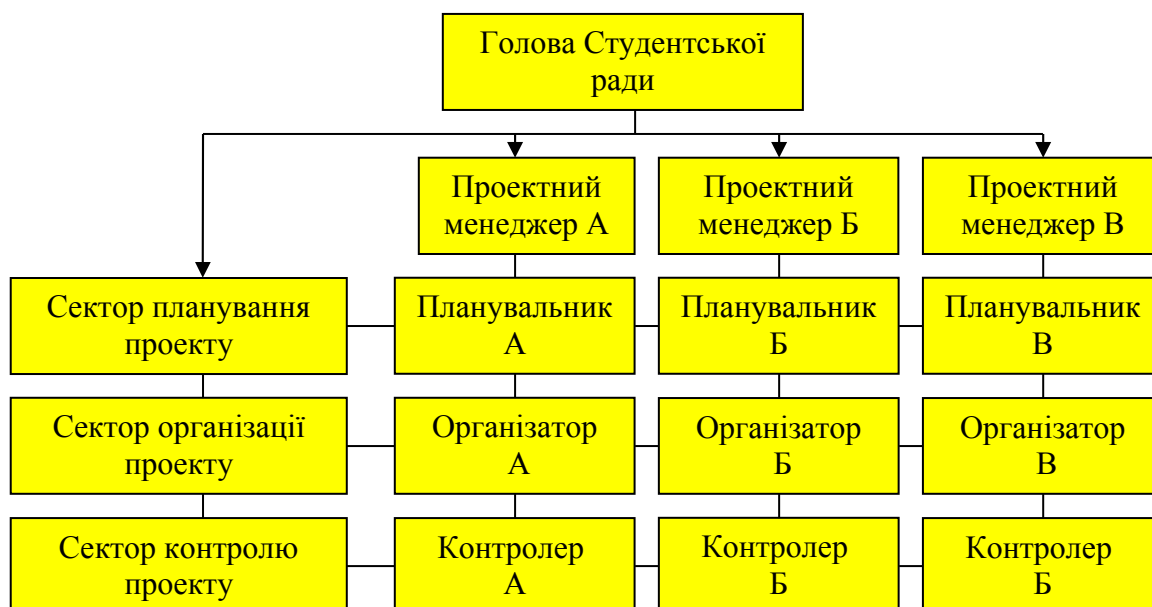 Голова Студентської
ради
Проектний
менеджер А
Проектний
менеджер Б
Проектний
менеджер В
Сектор планування
проекту
Планувальник
А
Планувальник
Б
Планувальник
В
Сектор організації
проекту
Організатор
А
Організатор
Б
Організатор
В
Сектор контролю
проекту
Контролер
А
Контролер
Б
Контролер
Б